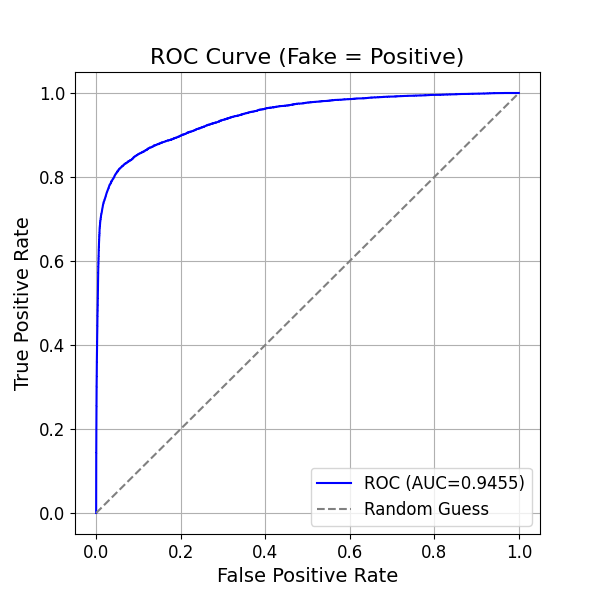 ROC Curve (Fake = Positive)
True Positive Rate
1.0
0.8
0.6
0.4
0.2
0.0
ROC (AUC=0.9455)
Random Guess
0.0 0.2 0.4 0.6 0.8 1.0
False Positive Rate